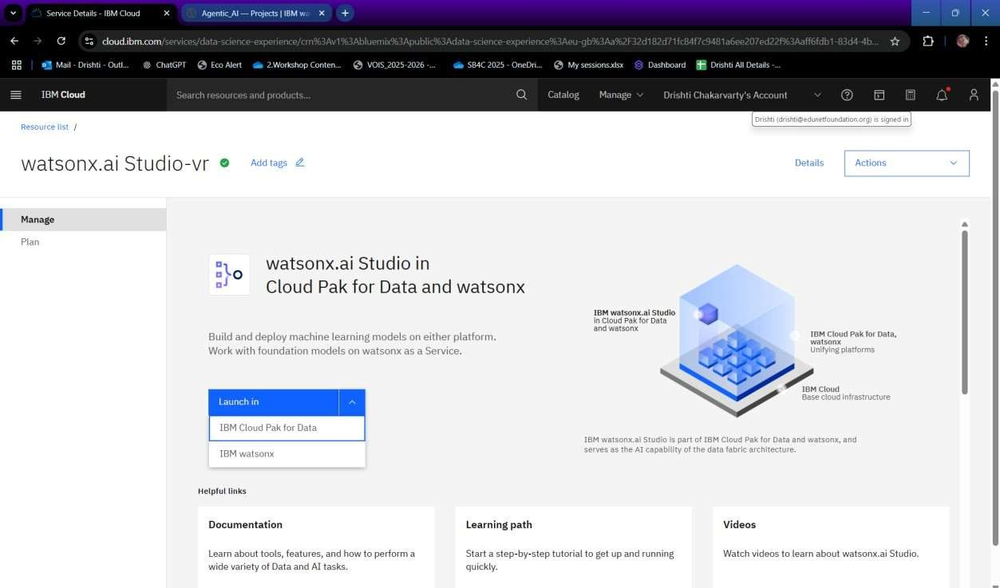 Service Details - IBM Cloud
Agentic_AI — Projects | IBM wa
cloud.ibm.com/services/data-science-experience/crn%3Av1%3Abluemix%3Apublic%3Adata-science-experience%3Aeu-gb%3Aa%2F32d182d71fc84f7c9481a6ee207ed22f%3Aaff6fdb1-83d4-4b...
Mail - Drishti - Outl...
ChatGPT
Eco Alert
2.Workshop Conten...
VOIS_2025-2026 -...
SB4C 2025 - OneDri...
My sessions.xlsx
Dashboard
Drishti All Details -...
IBM Cloud
Search resources and products...
Catalog
Manage
Drishti Chakarvarty's Account
Drishti (drishti@edunetfoundation.org) is signed in
Resource list /
watsonx.ai Studio-vr
Add tags
Details
Actions
Manage
Plan
watsonx.ai Studio in
Cloud Pak for Data and watsonx
Build and deploy machine learning models on either platform.
Work with foundation models on watsonx as a Service.
Launch in
IBM Cloud Pak for Data
IBM watsonx
IBM watsonx.ai Studio
in Cloud Pak for Data
and watsonx
IBM Cloud Pak for Data,
watsonx
Unifying platforms
IBM Cloud
Base cloud infrastructure
IBM watsonx.ai Studio is part of IBM Cloud Pak for Data and watsonx, and
serves as the AI capability of the data fabric architecture.
Helpful links
Documentation
Learn about tools, features, and how to perform a
wide variety of Data and AI tasks.
Learning path
Start a step-by-step tutorial to get up and running
quickly.
Videos
Watch videos to learn about watsonx.ai Studio.